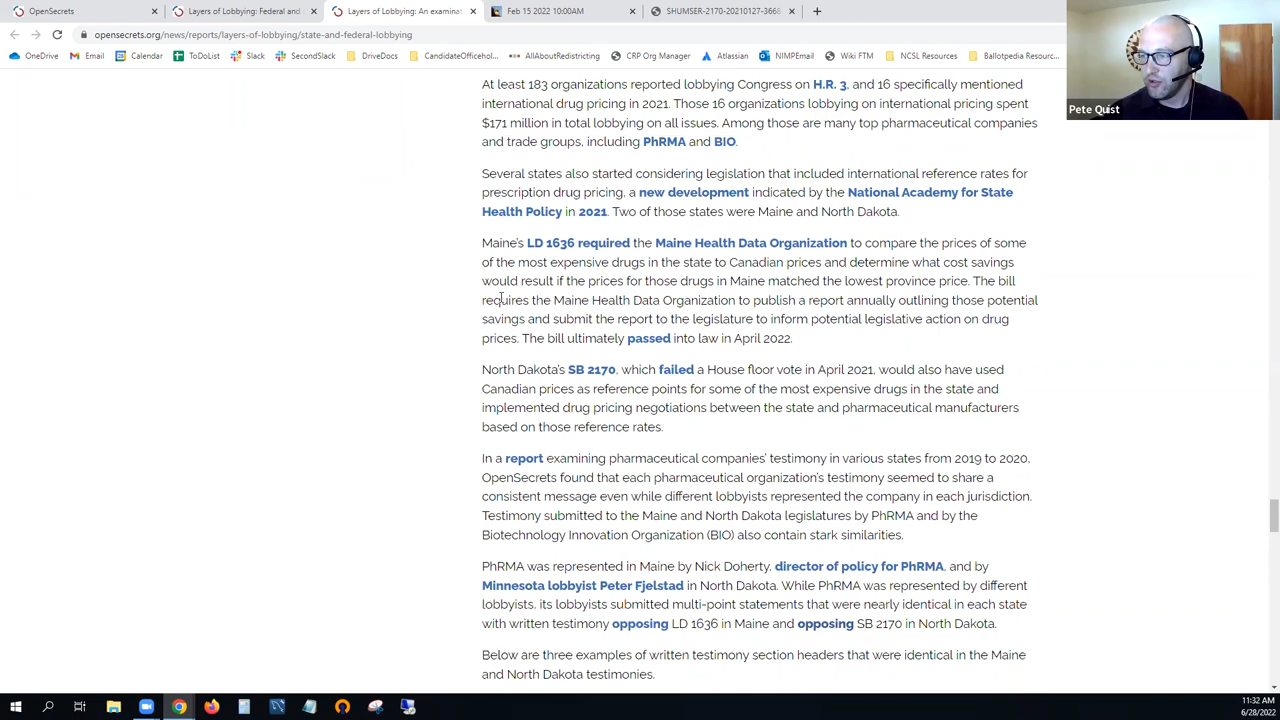 OpenSecrets
Layers of Lobbying: Federal and
Layers of Lobbying: An examinat
Feb 15 2022 10:00AM
SHUMSER-2170-20210127-3668
opensecrets.org/news/reports/layers-of-lobbying/state-and-federal-lobbying
OneDrive Email Calendar ToDoList Slack SecondSlack DriveDocs CandidateOfficehol... AllAboutRedistricting CRP Org Manager Atlassian NIMPEmail Wiki FTM NCSL Resources Ballotpedia Resourc...
Pete Quist
At least 183 organizations reported lobbying Congress on H.R. 3, and 16 specifically mentioned
international drug pricing in 2021. Those 16 organizations lobbying on international pricing spent
$171 million in total lobbying on all issues. Among those are many top pharmaceutical companies
and trade groups, including PhRMA and BIO.
Several states also started considering legislation that included international reference rates for
prescription drug pricing, a new development indicated by the National Academy for State
Health Policy in 2021. Two of those states were Maine and North Dakota.
Maine's LD 1636 required the Maine Health Data Organization to compare the prices of some
of the most expensive drugs in the state to Canadian prices and determine what cost savings
would result if the prices for those drugs in Maine matched the lowest province price. The bill
requires the Maine Health Data Organization to publish a report annually outlining those potential
savings and submit the report to the legislature to inform potential legislative action on drug
prices. The bill ultimately passed into law in April 2022.
North Dakota's SB 2170, which failed a House floor vote in April 2021, would also have used
Canadian prices as reference points for some of the most expensive drugs in the state and
implemented drug pricing negotiations between the state and pharmaceutical manufacturers
based on those reference rates.
In a report examining pharmaceutical companies' testimony in various states from 2019 to 2020,
OpenSecrets found that each pharmaceutical organization's testimony seemed to share a
consistent message even while different lobbyists represented the company in each jurisdiction.
Testimony submitted to the Maine and North Dakota legislatures by PhRMA and by the
Biotechnology Innovation Organization (BIO) also contain stark similarities.
PhRMA was represented in Maine by Nick Doherty, director of policy for PhRMA, and by
Minnesota lobbyist Peter Fjelstad in North Dakota. While PhRMA was represented by different
lobbyists, its lobbyists submitted multi-point statements that were nearly identical in each state
with written testimony opposing LD 1636 in Maine and opposing SB 2170 in North Dakota.
Below are three examples of written testimony section headers that were identical in the Maine
and North Dakota testimonies.
11:32 AM
6/28/2022